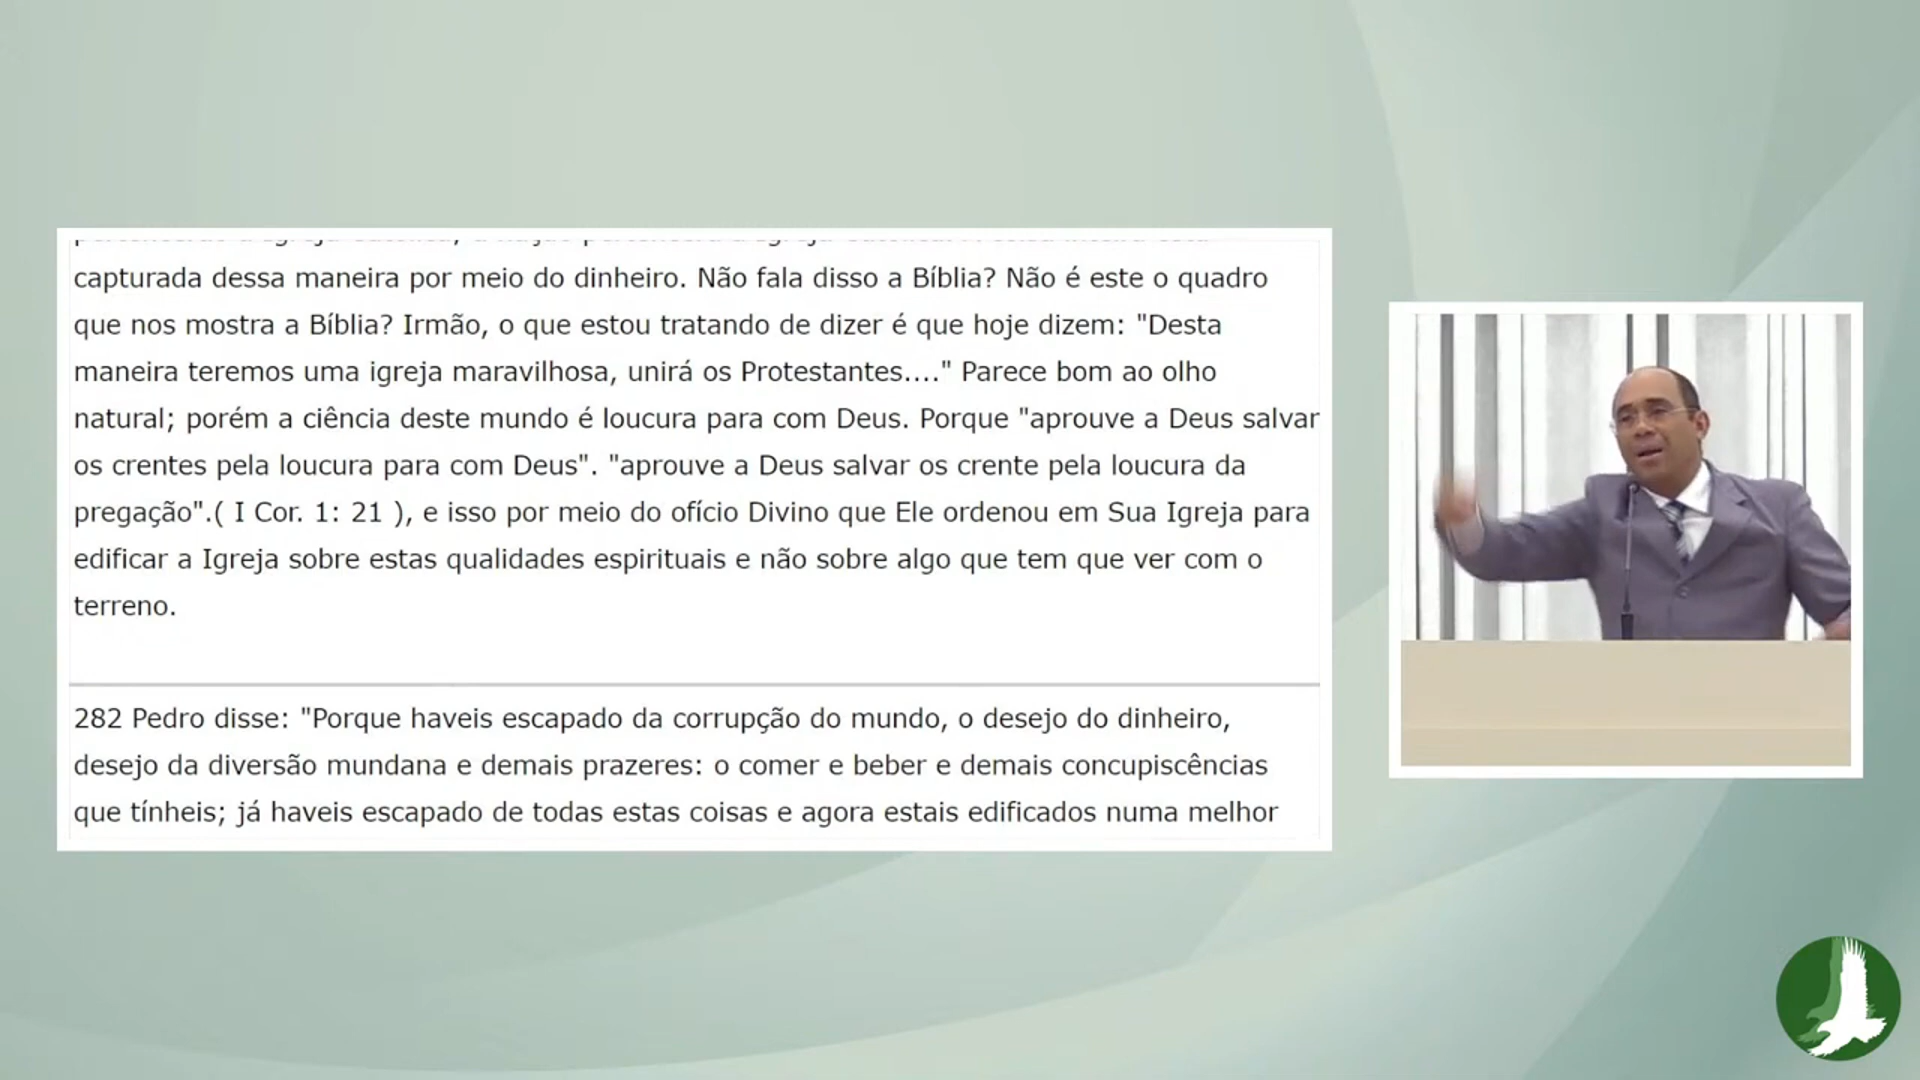 capturada dessa maneira por meio do dinheiro. Não fala disso a Bíblia? Não é este o quadro
que nos mostra a Bíblia? Irmão, o que estou tratando de dizer é que hoje dizem: "Desta
maneira teremos uma igreja maravilhosa, unirá os Protestantes...." Parece bom ao olho
natural; porém a ciência deste mundo é loucura para com Deus. Porque "aprouve a Deus salvar
os crentes pela loucura para com Deus". "aprouve a Deus salvar os crente pela loucura da
pregação".( I Cor. 1: 21 ), e isso por meio do ofício Divino que Ele ordenou em Sua Igreja para
edificar a Igreja sobre estas qualidades espirituais e não sobre algo que tem que ver com o
terreno.
282 Pedro disse: "Porque haveis escapado da corrupção do mundo, o desejo do dinheiro,
desejo da diversão mundana e demais prazeres: o comer e beber e demais concupiscências
que tínheis; já haveis escapado de todas estas coisas e agora estais edificados numa melhor